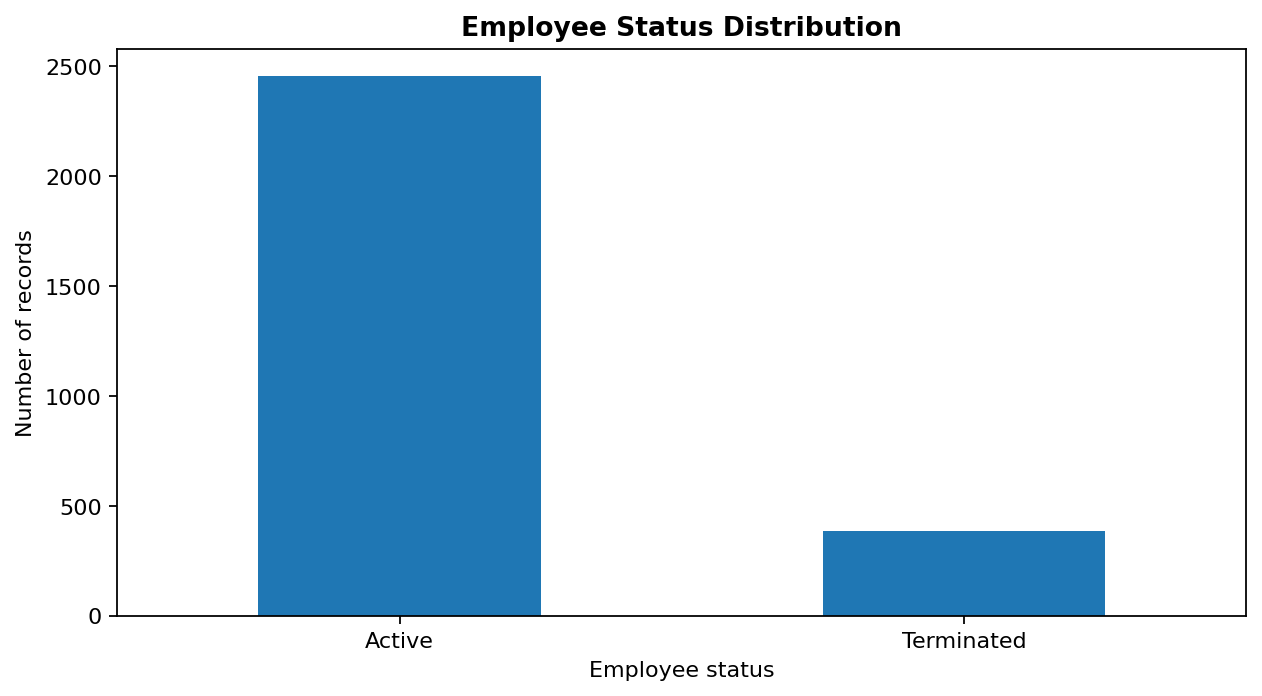 Employee Status Distribution
2500
2000
1500
1000
500
0
Number of records
Active
Terminated
Employee status